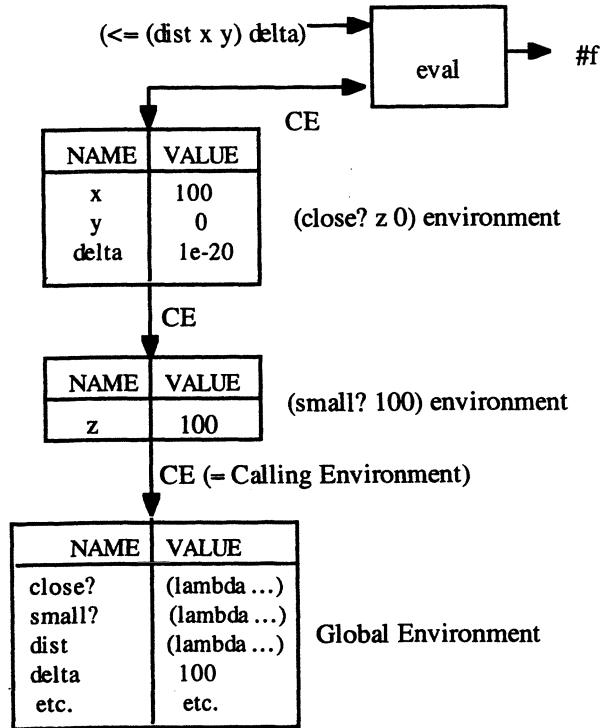 (<= (dist x y) delta)
eval
#f
CE
NAME VALUE
x 100
y 0
delta 1e-20
(close? z 0) environment
CE
NAME VALUE
z 100
(small? 100) environment
CE (= Calling Environment)
NAME VALUE
close? (lambda ...)
small? (lambda ...)
dist (lambda ...)
delta 100
etc. etc.
Global Environment